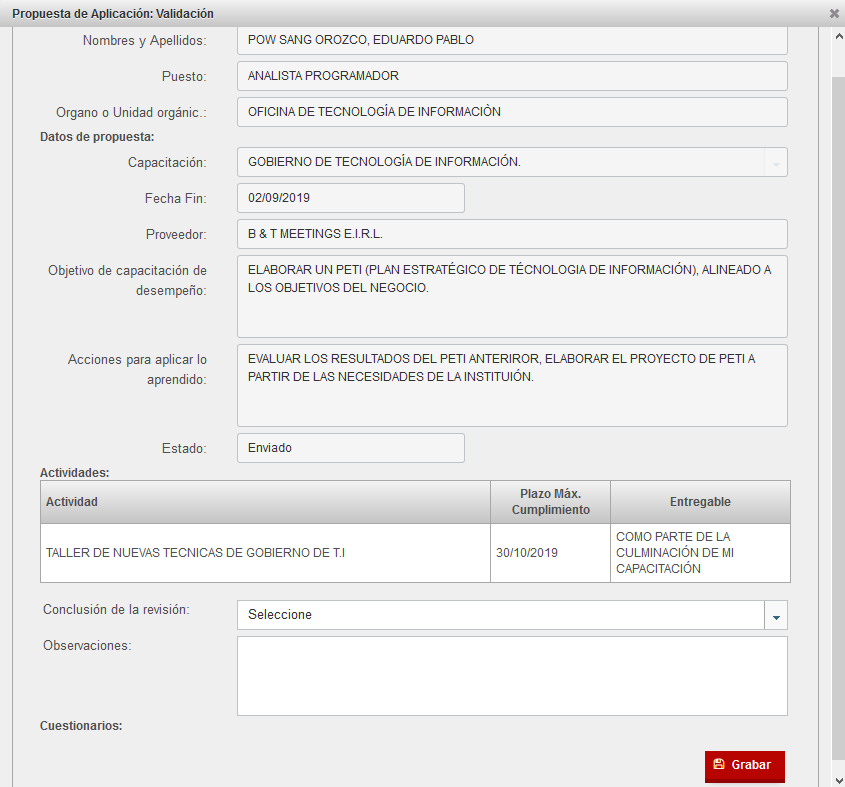 Propuesta de Aplicación: Validación
Nombres y Apellidos:
POW SANG OROZCO, EDUARDO PABLO
Puesto:
ANALISTA PROGRAMADOR
Organo o Unidad orgánic.:
OFICINA DE TECNOLOGÍA DE INFORMACIÒN
Datos de propuesta:
Capacitación:
GOBIERNO DE TECNOLOGÍA DE INFORMACIÓN.
Fecha Fin:
02/09/2019
Proveedor:
B & T MEETINGS E.I.R.L.
Objetivo de capacitación de
desempeño:
ELABORAR UN PETI (PLAN ESTRATÉGICO DE TÉCNOLOGIA DE INFORMACIÓN), ALINEADO A
LOS OBJETIVOS DEL NEGOCIO.
Acciones para aplicar lo
aprendido:
EVALUAR LOS RESULTADOS DEL PETI ANTERIROR, ELABORAR EL PROYECTO DE PETI A
PARTIR DE LAS NECESIDADES DE LA INSTITUIÓN.
Estado:
Enviado
Actividades:
Actividad
Plazo Máx.
Cumplimiento
Entregable
TALLER DE NUEVAS TECNICAS DE GOBIERNO DE T.I
30/10/2019
COMO PARTE DE LA
CULMINACIÓN DE MI
CAPACITACIÓN
Conclusión de la revisión:
Seleccione
Observaciones:
Cuestionarios:
Grabar